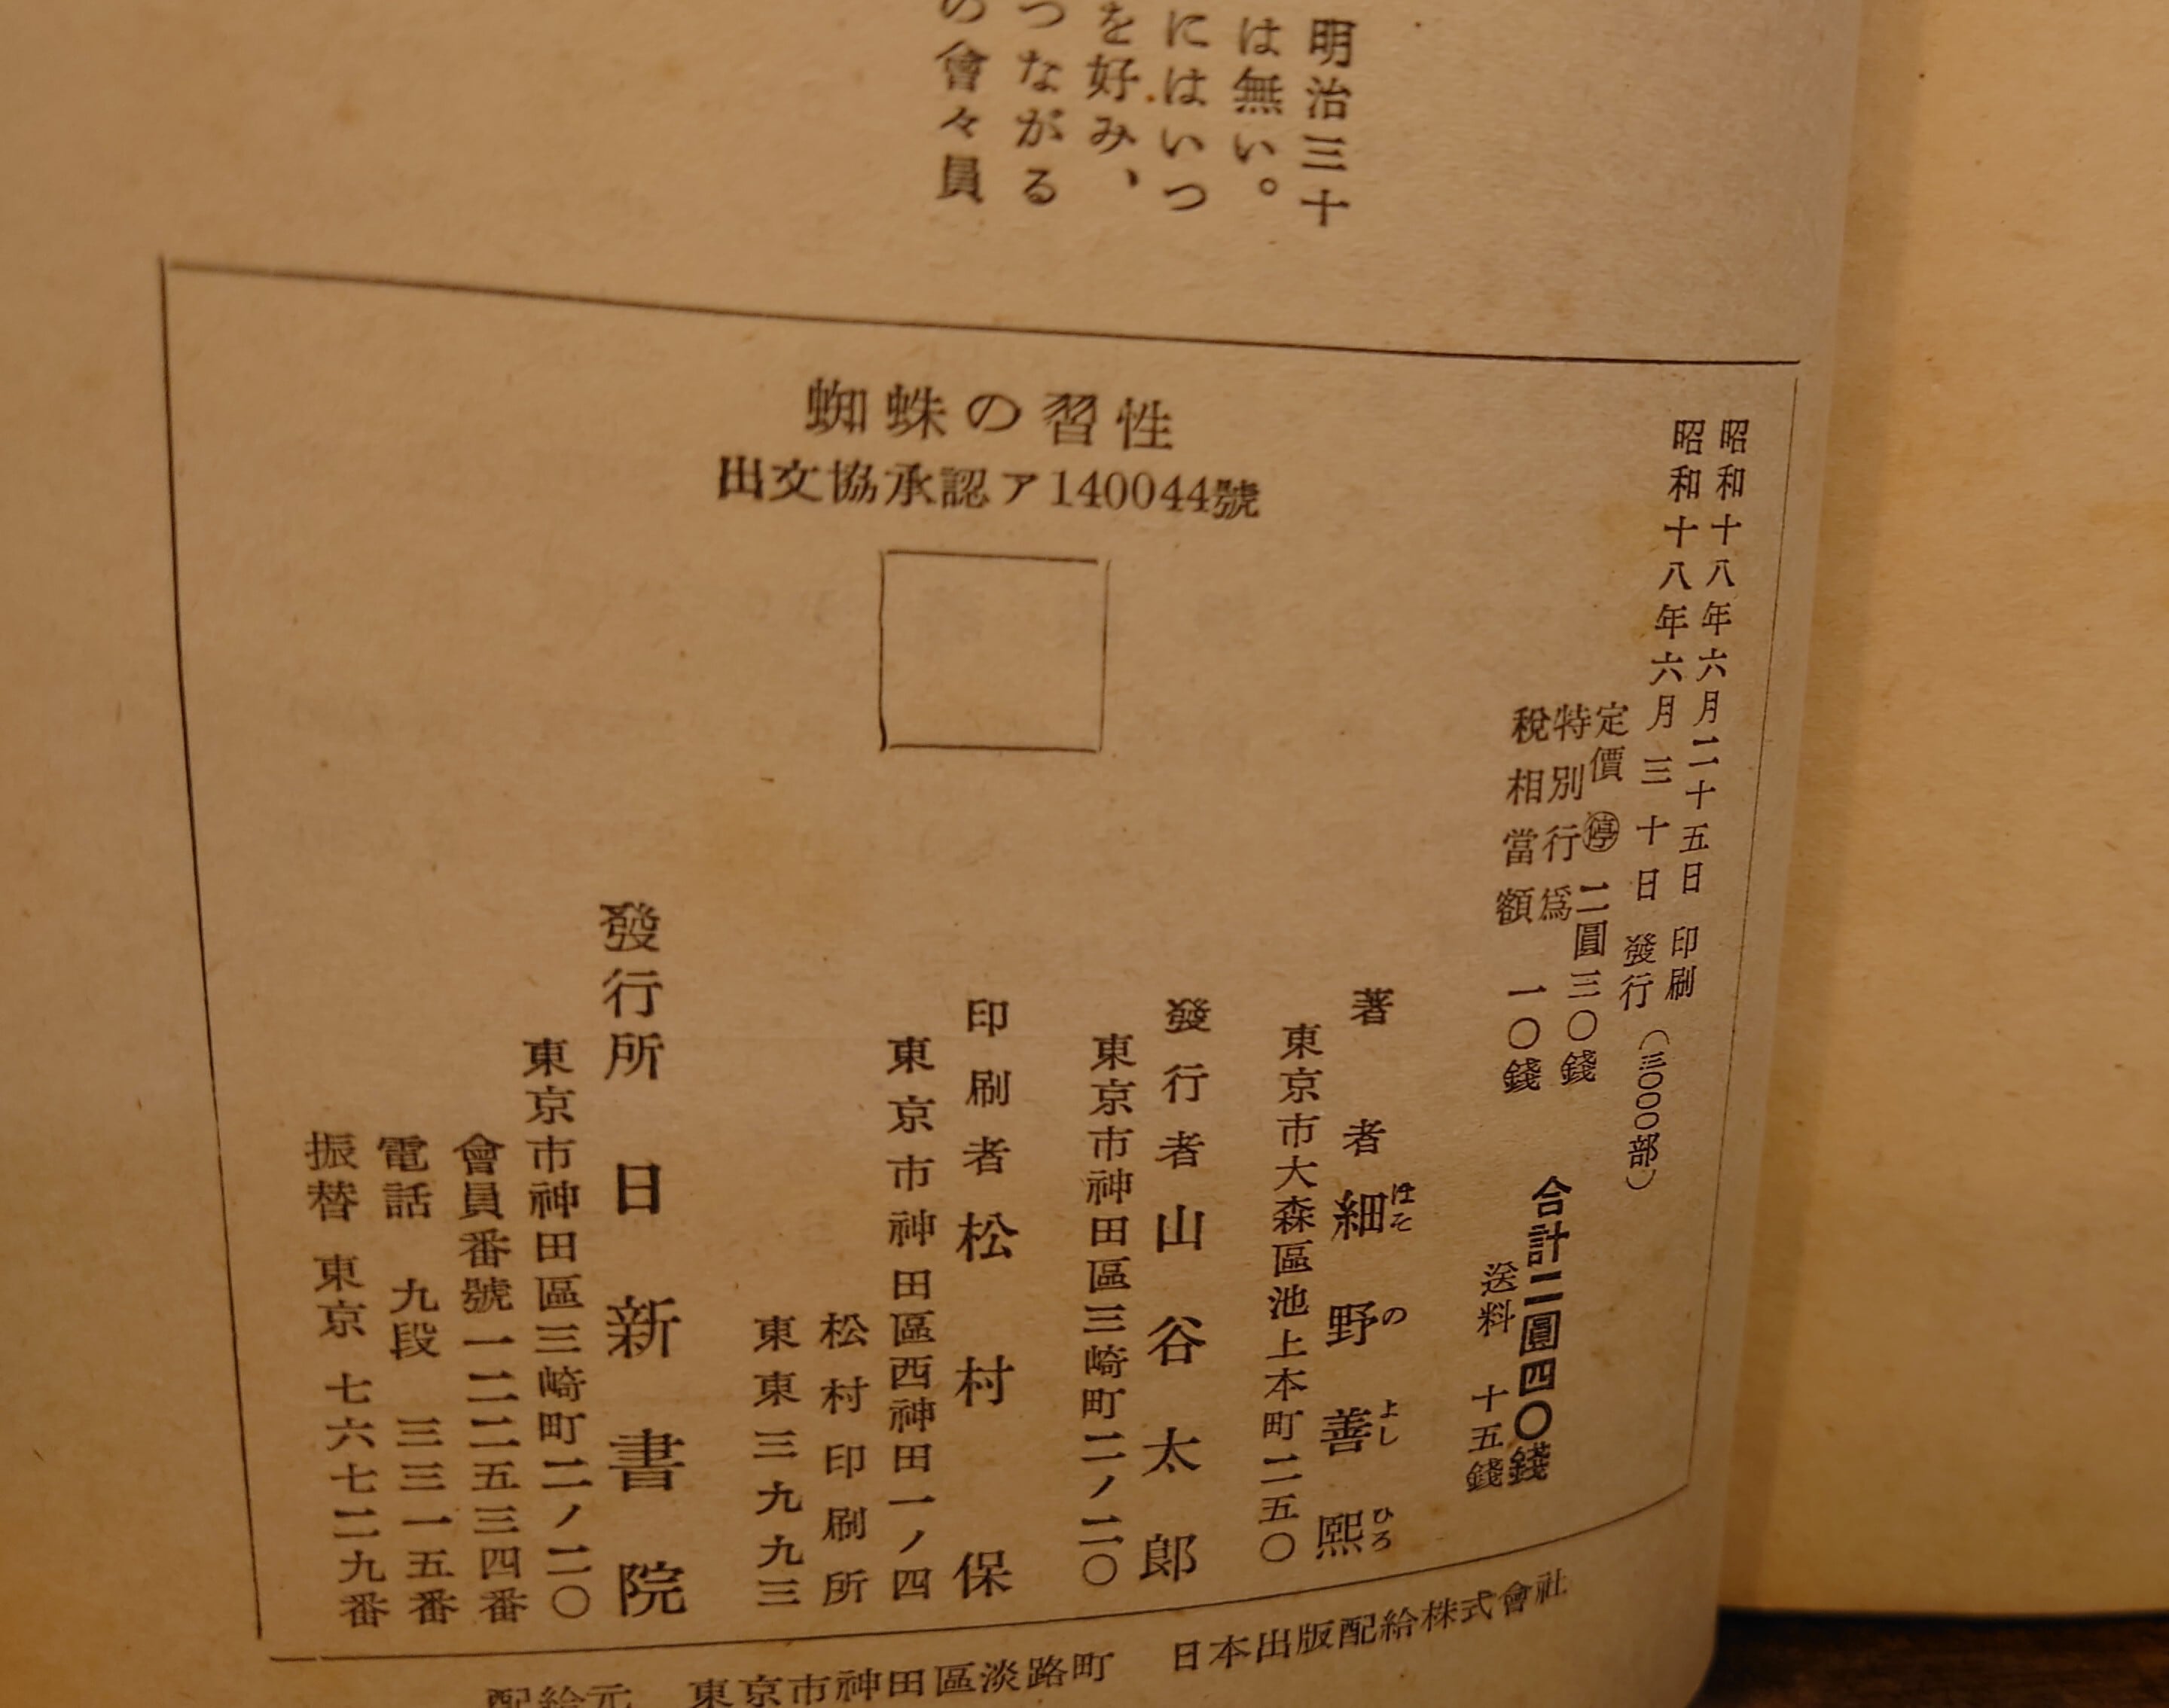 明治三十
は無い。
にはいつ
を好み、
つながる
の會々員
蜘蛛の習性
出文協承認ア140044號
昭和十八年六月二十五日 印刷
昭和十八年六月三十日 發行 (三〇〇〇部)
定價 ㊡ 二圓三〇錢
特別行爲
税相當額 一〇錢
合計二圓四〇錢
送料 十五錢
著者 細野善熙
ほそ の よし ひろ
東京市大森區池上本町二五〇
發行者 山谷太郎
東京市神田區三崎町二ノ二〇
印刷者 松村保
東京市神田區西神田一ノ四
松村印刷所
東東三九九三
發行所 日新書院
東京市神田區三崎町二ノ二〇
會員番號一二二五三四番
電話 九段 三三一五番
振替 東京 七六七二九番
配給元 東京市神田區淡路町 日本出版配給株式會社